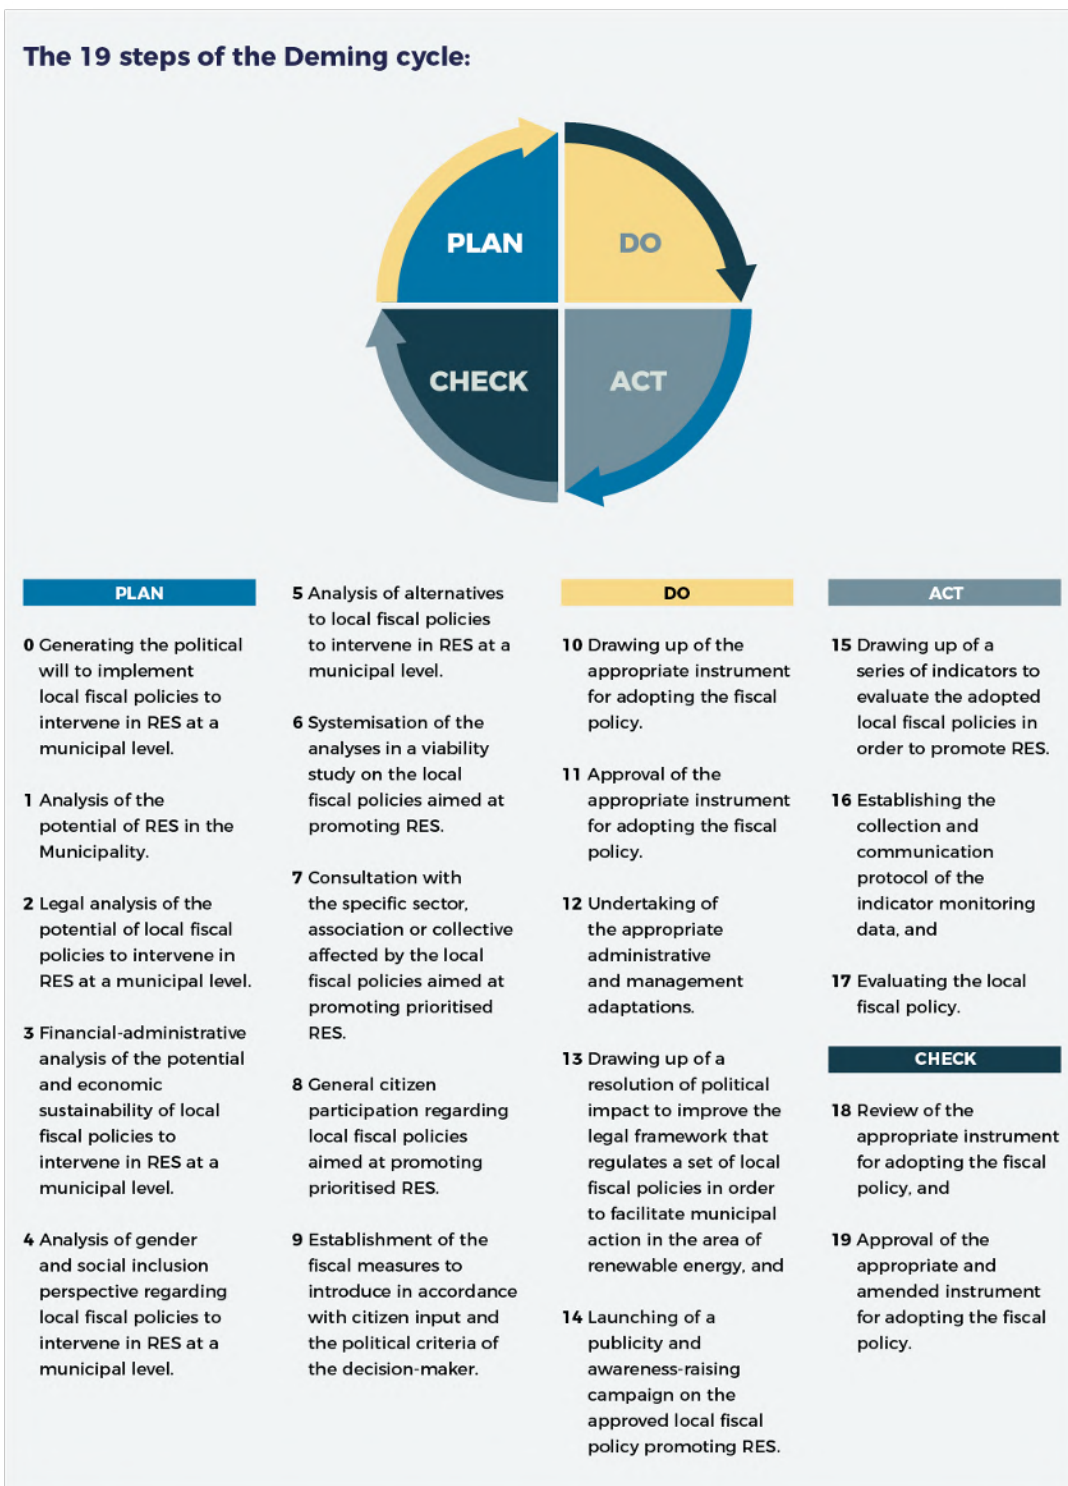 The 19 steps of the Deming cycle:
PLAN
DO
CHECK
ACT
PLAN
0 Generating the political
will to implement
local fiscal policies to
intervene in RES at a
municipal level.
1 Analysis of the
potential of RES in the
Municipality.
2 Legal analysis of the
potential of local fiscal
policies to intervene in
RES at a municipal level.
3 Financial-administrative
analysis of the potential
and economic
sustainability of local
fiscal policies to
intervene in RES at a
municipal level.
4 Analysis of gender
and social inclusion
perspective regarding
local fiscal policies to
intervene in RES at a
municipal level.
5 Analysis of alternatives
to local fiscal policies
to intervene in RES at a
municipal level.
6 Systemisation of the
analyses in a viability
study on the local
fiscal policies aimed at
promoting RES.
7 Consultation with
the specific sector,
association or collective
affected by the local
fiscal policies aimed at
promoting prioritised
RES.
8 General citizen
participation regarding
local fiscal policies
aimed at promoting
prioritised RES.
9 Establishment of the
fiscal measures to
introduce in accordance
with citizen input and
the political criteria of
the decision-maker.
DO
10 Drawing up of the
appropriate instrument
for adopting the fiscal
policy.
11 Approval of the
appropriate instrument
for adopting the fiscal
policy.
12 Undertaking of
the appropriate
administrative
and management
adaptations.
13 Drawing up of a
resolution of political
impact to improve the
legal framework that
regulates a set of local
fiscal policies in order
to facilitate municipal
action in the area of
renewable energy, and
14 Launching of a
publicity and
awareness-raising
campaign on the
approved local fiscal
policy promoting RES.
ACT
15 Drawing up of a
series of indicators to
evaluate the adopted
local fiscal policies in
order to promote RES.
16 Establishing the
collection and
communication
protocol of the
indicator monitoring
data, and
17 Evaluating the local
fiscal policy.
CHECK
18 Review of the
appropriate instrument
for adopting the fiscal
policy, and
19 Approval of the
appropriate and
amended instrument
for adopting the fiscal
policy.